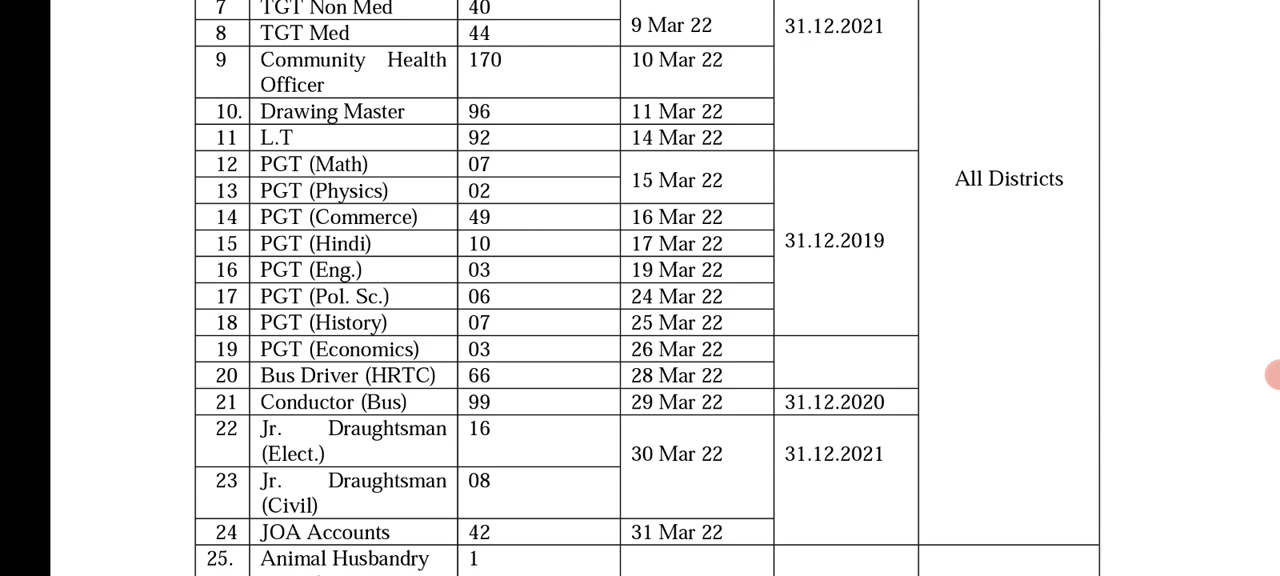 7 TGT Non Med 40
8 TGT Med 44 9 Mar 22 31.12.2021
9 Community Health Officer 170 10 Mar 22
10. Drawing Master 96 11 Mar 22
11 L.T 92 14 Mar 22
12 PGT (Math) 07
13 PGT (Physics) 02 15 Mar 22 All Districts
14 PGT (Commerce) 49 16 Mar 22
15 PGT (Hindi) 10 17 Mar 22 31.12.2019
16 PGT (Eng.) 03 19 Mar 22
17 PGT (Pol. Sc.) 06 24 Mar 22
18 PGT (History) 07 25 Mar 22
19 PGT (Economics) 03 26 Mar 22
20 Bus Driver (HRTC) 66 28 Mar 22
21 Conductor (Bus) 99 29 Mar 22 31.12.2020
22 Jr. Draughtsman (Elect.) 16 30 Mar 22 31.12.2021
23 Jr. Draughtsman (Civil) 08
24 JOA Accounts 42 31 Mar 22
25. Animal Husbandry 1